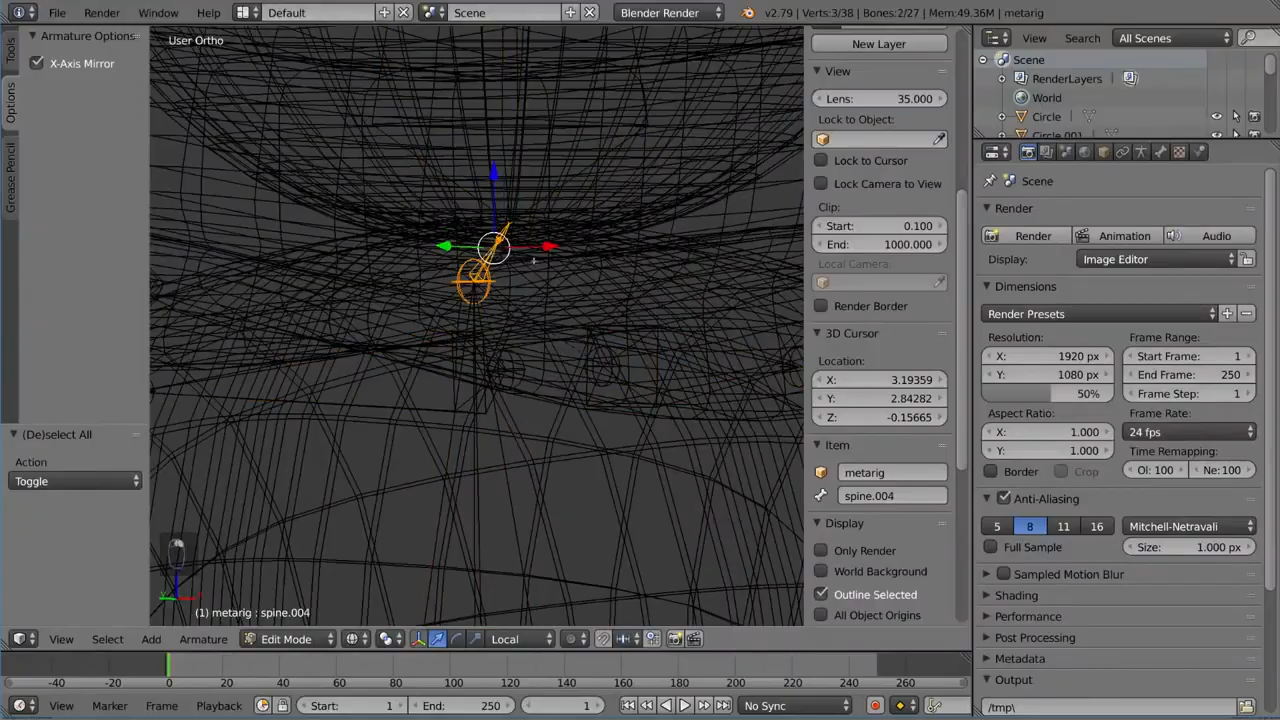 File Render Window Help Default Scene Blender Render v2.79 | Verts:3/38 | Bones:2/27 | Mem:49.36M | metarig
Tools
Options
Grease Pencil
Armature Options
X-Axis Mirror
(De)select All
Action
Toggle
User Ortho
(1) metarig : spine.004
New Layer
View
Lens: 35.000
Lock to Object:
Lock to Cursor
Lock Camera to View
Clip:
Start: 0.100
End: 1000.000
Local Camera:
Render Border
3D Cursor
Location:
X: 3.19359
Y: 2.84282
Z: -0.15665
Item
metarig
spine.004
Display
Only Render
World Background
Outline Selected
All Object Origins
View Search All Scenes
Scene
RenderLayers
World
Circle
Circle.001
Scene
Render
Render Animation Audio
Display: Image Editor
Dimensions
Render Presets
Resolution: Frame Range:
X: 1920 px Start Frame: 1
Y: 1080 px End Frame: 250
50% Frame Step: 1
Aspect Ratio: Frame Rate:
X: 1.000 24 fps
Y: 1.000 Time Remapping:
Border Crop Ol: 100 Ne: 100
Anti-Aliasing
5 8 11 16 Mitchell-Netravali
Full Sample Size: 1.000 px
Sampled Motion Blur
Shading
Performance
Post Processing
Metadata
Output
/tmp\
View Select Add Armature Edit Mode Local
-40 -20 0 20 40 60 80 100 120 140 160 180 200 220 240 260
View Marker Frame Playback Start: 1 End: 250 1 No Sync